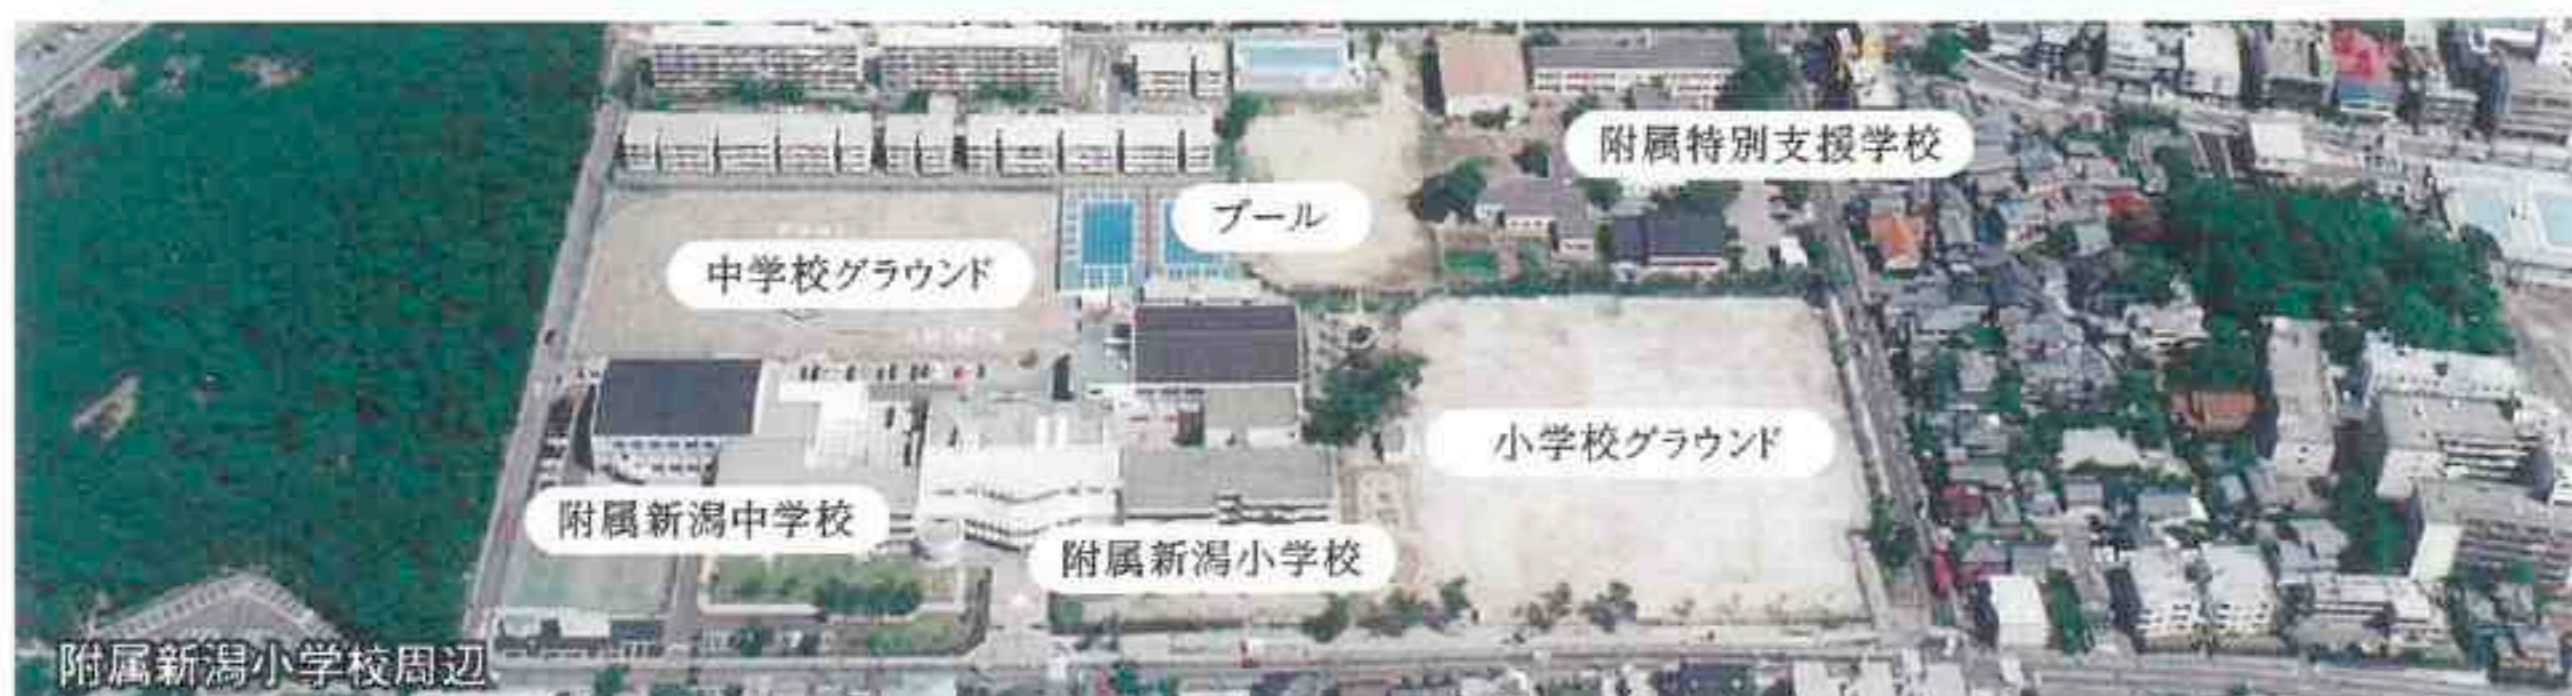 附属特別支援学校
プール
中学校グラウンド
小学校グラウンド
附属新潟中学校
附属新潟小学校
附属新潟小学校周辺